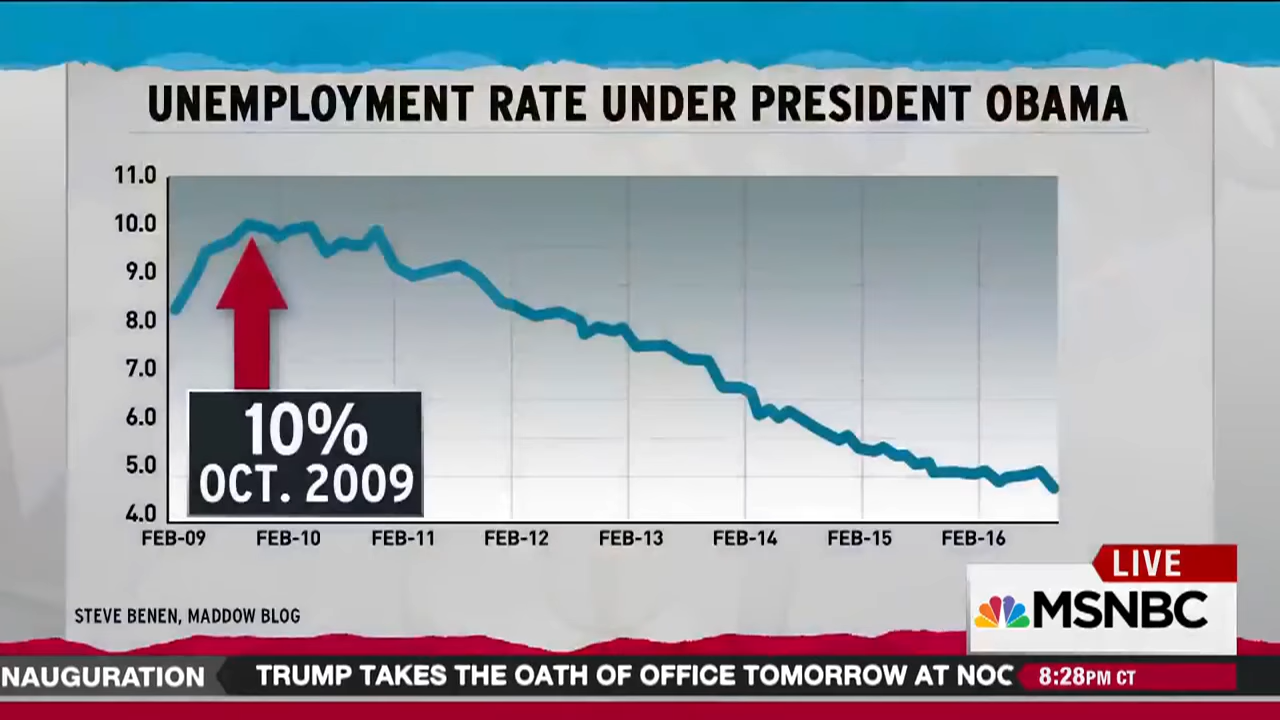 UNEMPLOYMENT RATE UNDER PRESIDENT OBAMA
11.0
10.0
9.0
8.0
7.0
6.0
5.0
4.0
10%
OCT. 2009
FEB-09 FEB-10 FEB-11 FEB-12 FEB-13 FEB-14 FEB-15 FEB-16
STEVE BENEN, MADDOW BLOG
LIVE
MSNBC
NAUGURATION TRUMP TAKES THE OATH OF OFFICE TOMORROW AT NOO 8:28PM CT